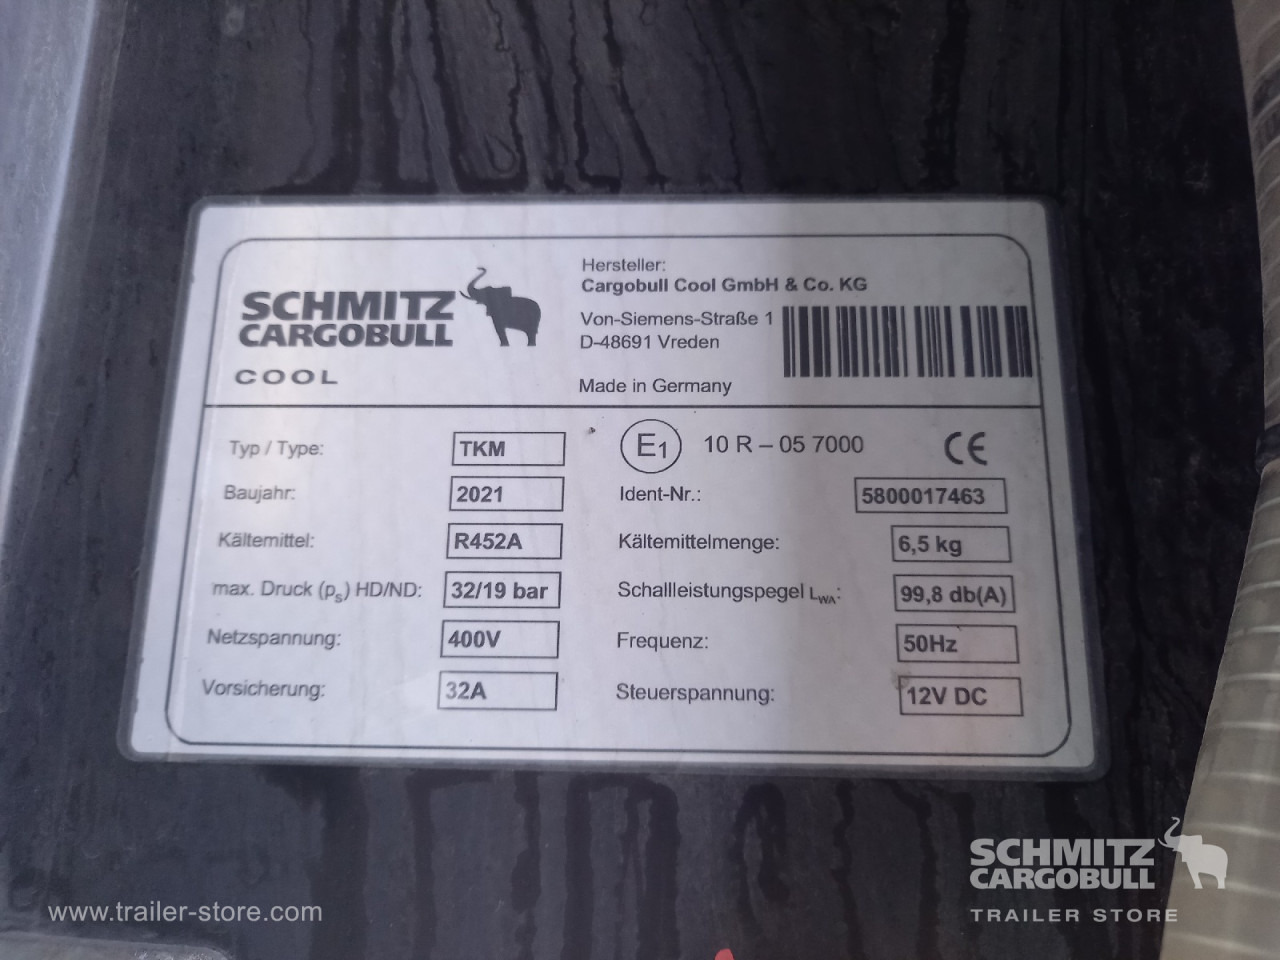 SCHMITZ
CARGOBULL
COOL
Hersteller:
Cargobull Cool GmbH & Co. KG
Von-Siemens-Straße 1
D-48691 Vreden
Made in Germany
Typ / Type: TKM
E1 10 R – 05 7000 CE
Baujahr: 2021
Ident-Nr.: 5800017463
Kältemittel: R452A
Kältemittelmenge: 6,5 kg
max. Druck (ps) HD/ND: 32/19 bar
Schallleistungspegel LWA: 99,8 db(A)
Netzspannung: 400V
Frequenz: 50Hz
Vorsicherung: 32A
Steuerspannung: 12V DC
www.trailer-store.com
SCHMITZ
CARGOBULL
TRAILER STORE